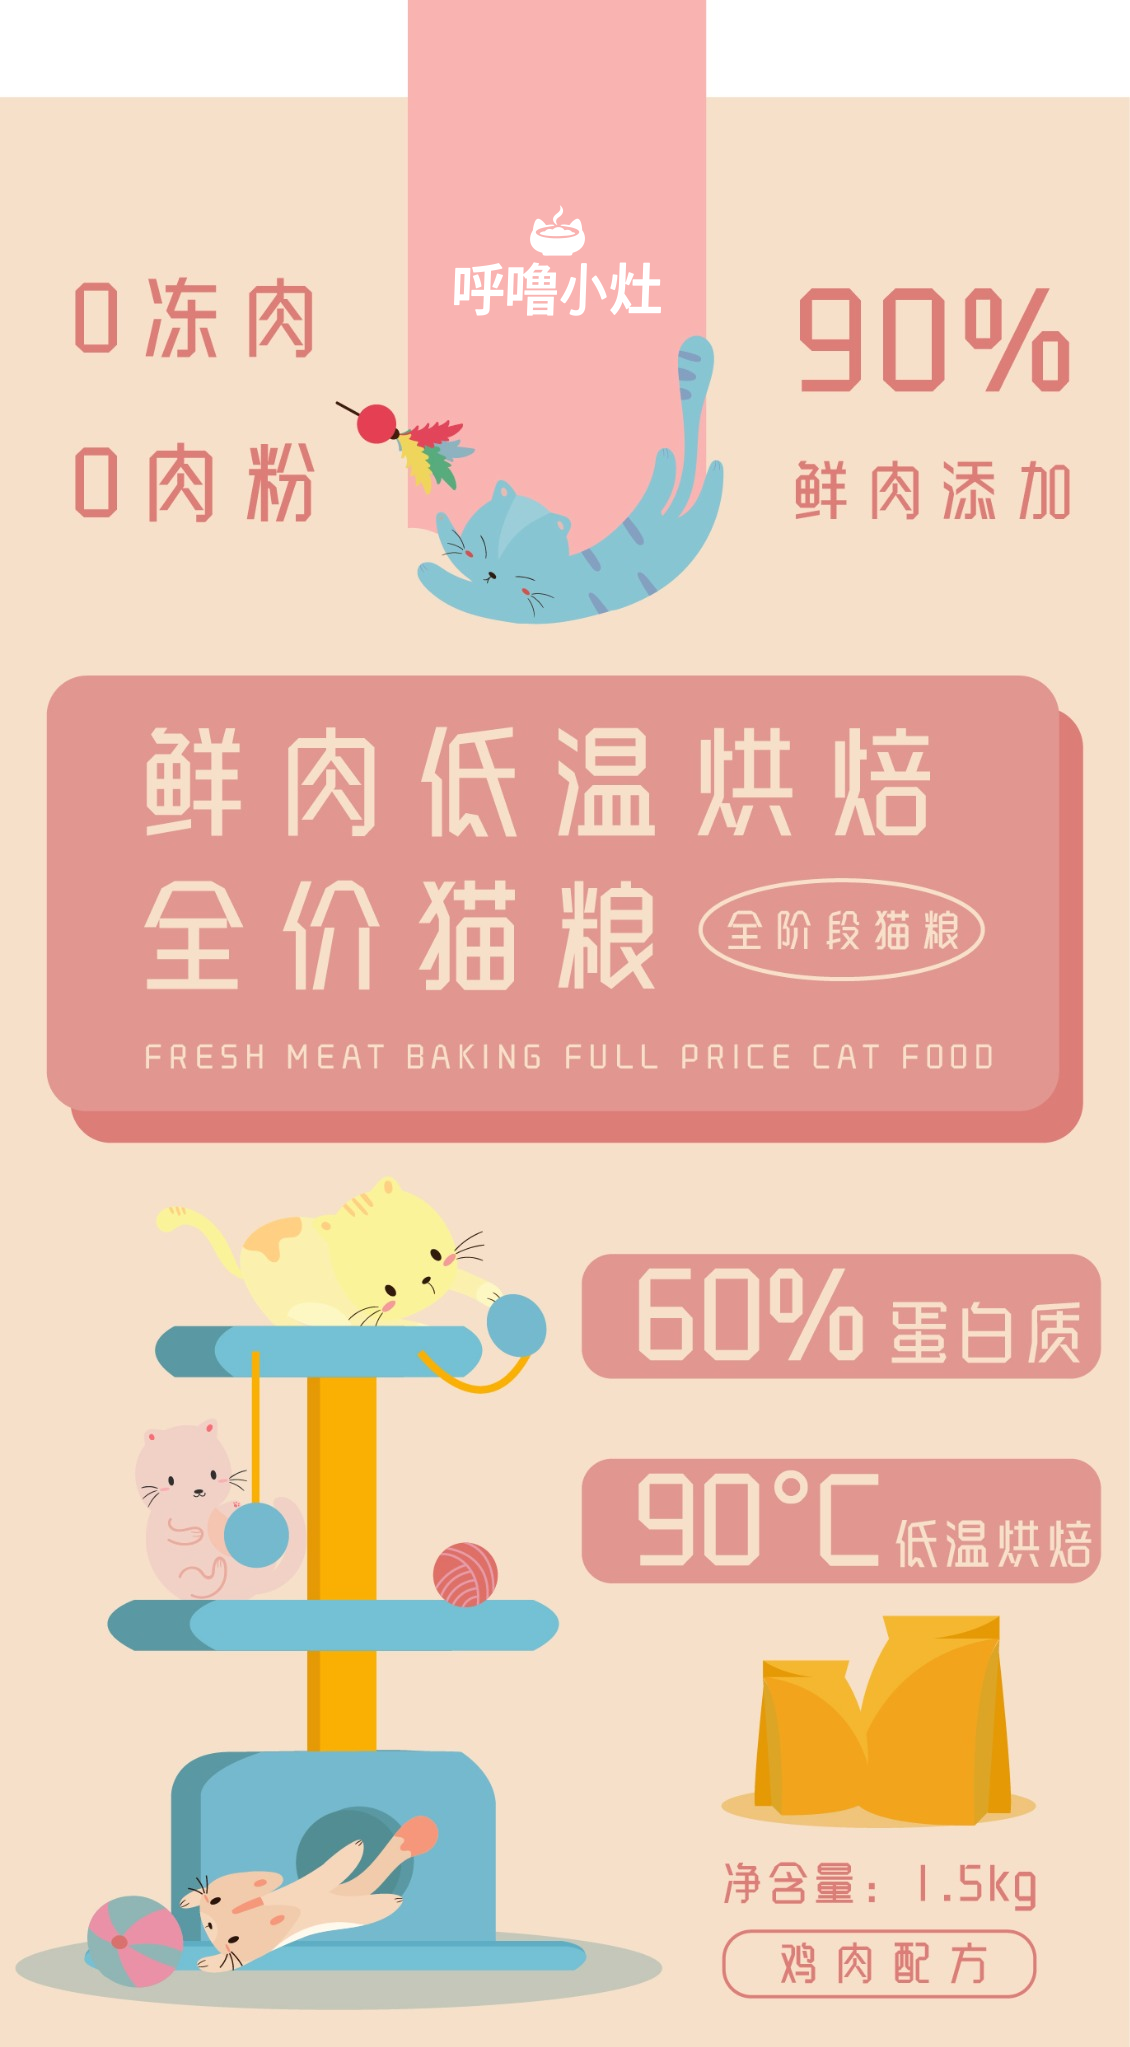 呼噜小灶
0冻肉
0肉粉
90%
鲜肉添加
鲜肉低温烘焙
全价猫粮
全阶段猫粮
FRESH MEAT BAKING FULL PRICE CAT FOOD
60% 蛋白质
90°C 低温烘焙
净含量：1.5kg
鸡肉配方